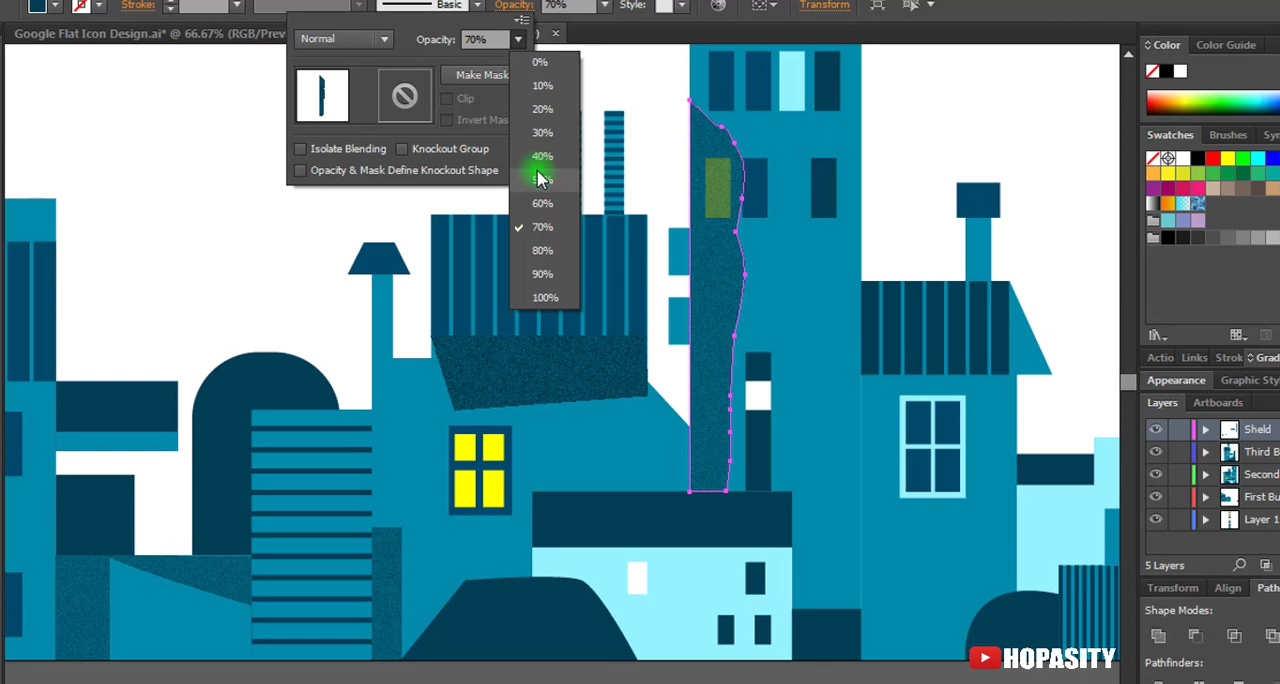 Stroke:
Basic
Opacity:
70%
Style:
Transform
Google Flat Icon Design.ai* @ 66.67% (RGB/Prev
Normal
Opacity:
70%
Make Mask
Clip
Invert Mas
Isolate Blending
Knockout Group
Opacity & Mask Define Knockout Shape
0%
10%
20%
30%
40%
60%
70%
80%
90%
100%
Color
Color Guide
Swatches
Brushes
Symbol
Actio
Links
Strok
Grad
Appearance
Graphic Sty
Layers
Artboards
Sheld
Third B
Second
First Bu
Layer 1
5 Layers
Transform
Align
Path
Shape Modes:
Pathfinders:
HOPASITY